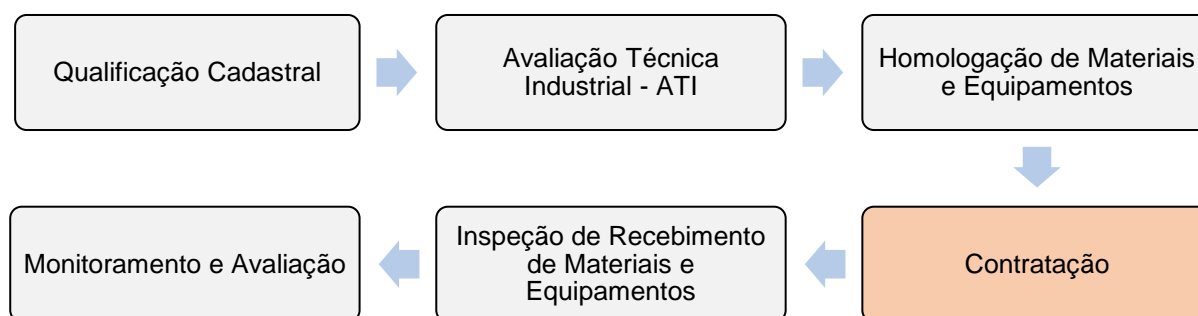 Qualificação Cadastral
Avaliação Técnica
Industrial - ATI
Homologação de Materiais
e Equipamentos
Contratação
Inspeção de Recebimento
de Materiais e
Equipamentos
Monitoramento e Avaliação